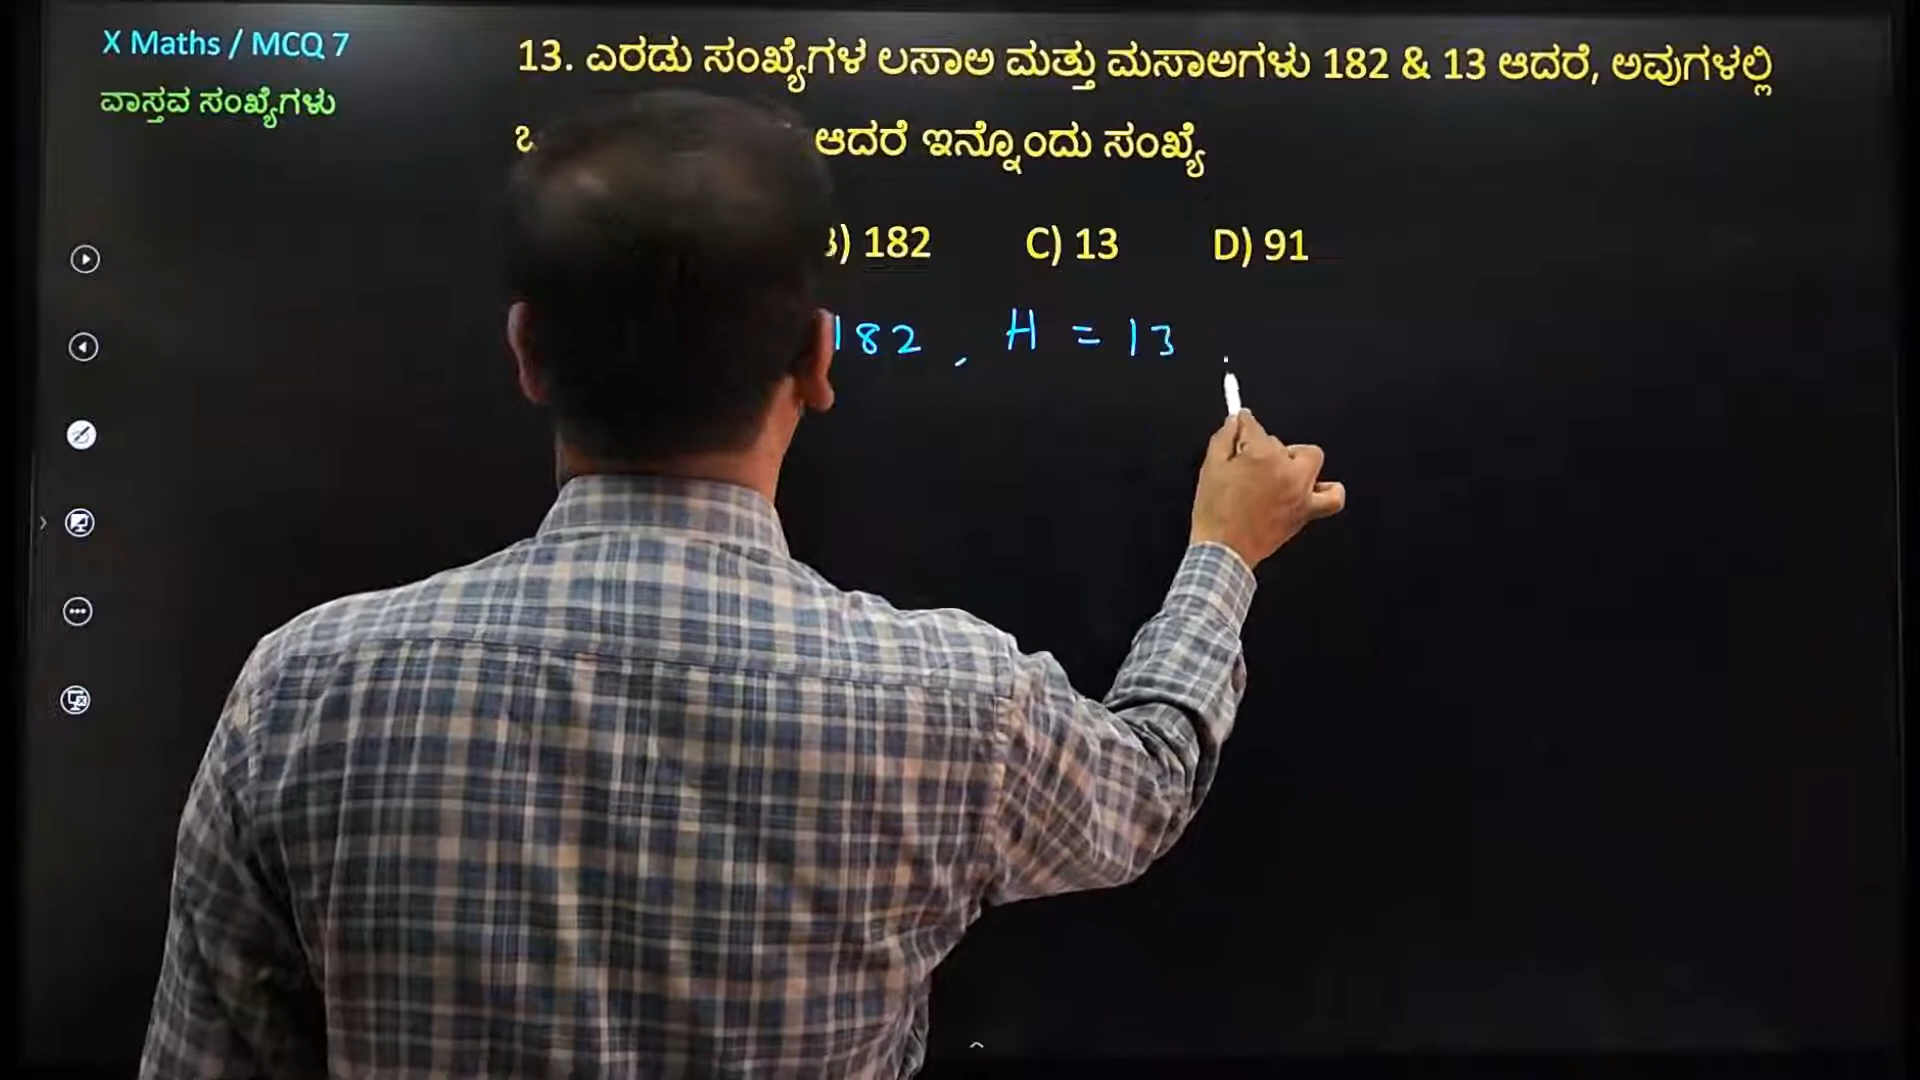 X Maths / MCQ 7
ವಾಸ್ತವ ಸಂಖ್ಯೆಗಳು
13. ಎರಡು ಸಂಖ್ಯೆಗಳ ಲಸಾಅ ಮತ್ತು ಮಸಾಅಗಳು 182 & 13 ಆದರೆ, ಅವುಗಳಲ್ಲಿ
ಆದರೆ ಇನ್ನೊಂದು ಸಂಖ್ಯೆ
182 C) 13 D) 91
182 , H = 13